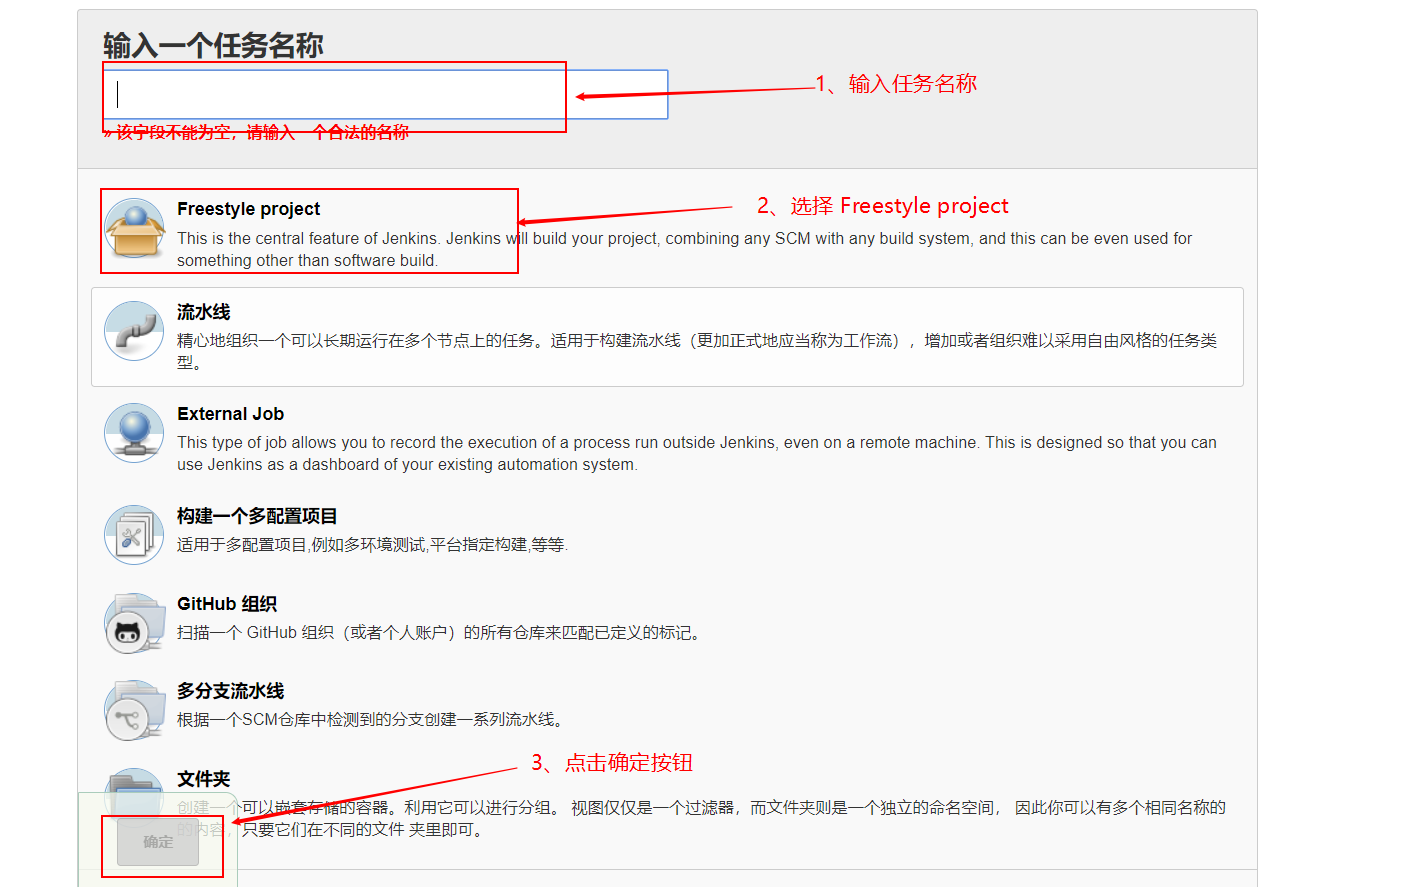 输入一个任务名称
1、输入任务名称
» 该字段不能为空，请输入一个合法的名称
Freestyle project
2、选择 Freestyle project
This is the central feature of Jenkins. Jenkins will build your project, combining any SCM with any build system, and this can be even used for
something other than software build.
流水线
精心地组织一个可以长期运行在多个节点上的任务。适用于构建流水线（更加正式地应当称为工作流），增加或者组织难以采用自由风格的任务类
型。
External Job
This type of job allows you to record the execution of a process run outside Jenkins, even on a remote machine. This is designed so that you can
use Jenkins as a dashboard of your existing automation system.
构建一个多配置项目
适用于多配置项目,例如多环境测试,平台指定构建,等等.
GitHub 组织
扫描一个 GitHub 组织（或者个人账户）的所有仓库来匹配已定义的标记。
多分支流水线
根据一个SCM仓库中检测到的分支创建一系列流水线。
3、点击确定按钮
文件夹
创建一个可以嵌套存储的容器。利用它可以进行分组。 视图仅仅是一个过滤器，而文件夹则是一个独立的命名空间， 因此你可以有多个相同名称的
的内容，只要它们在不同的文件 夹里即可。
确定